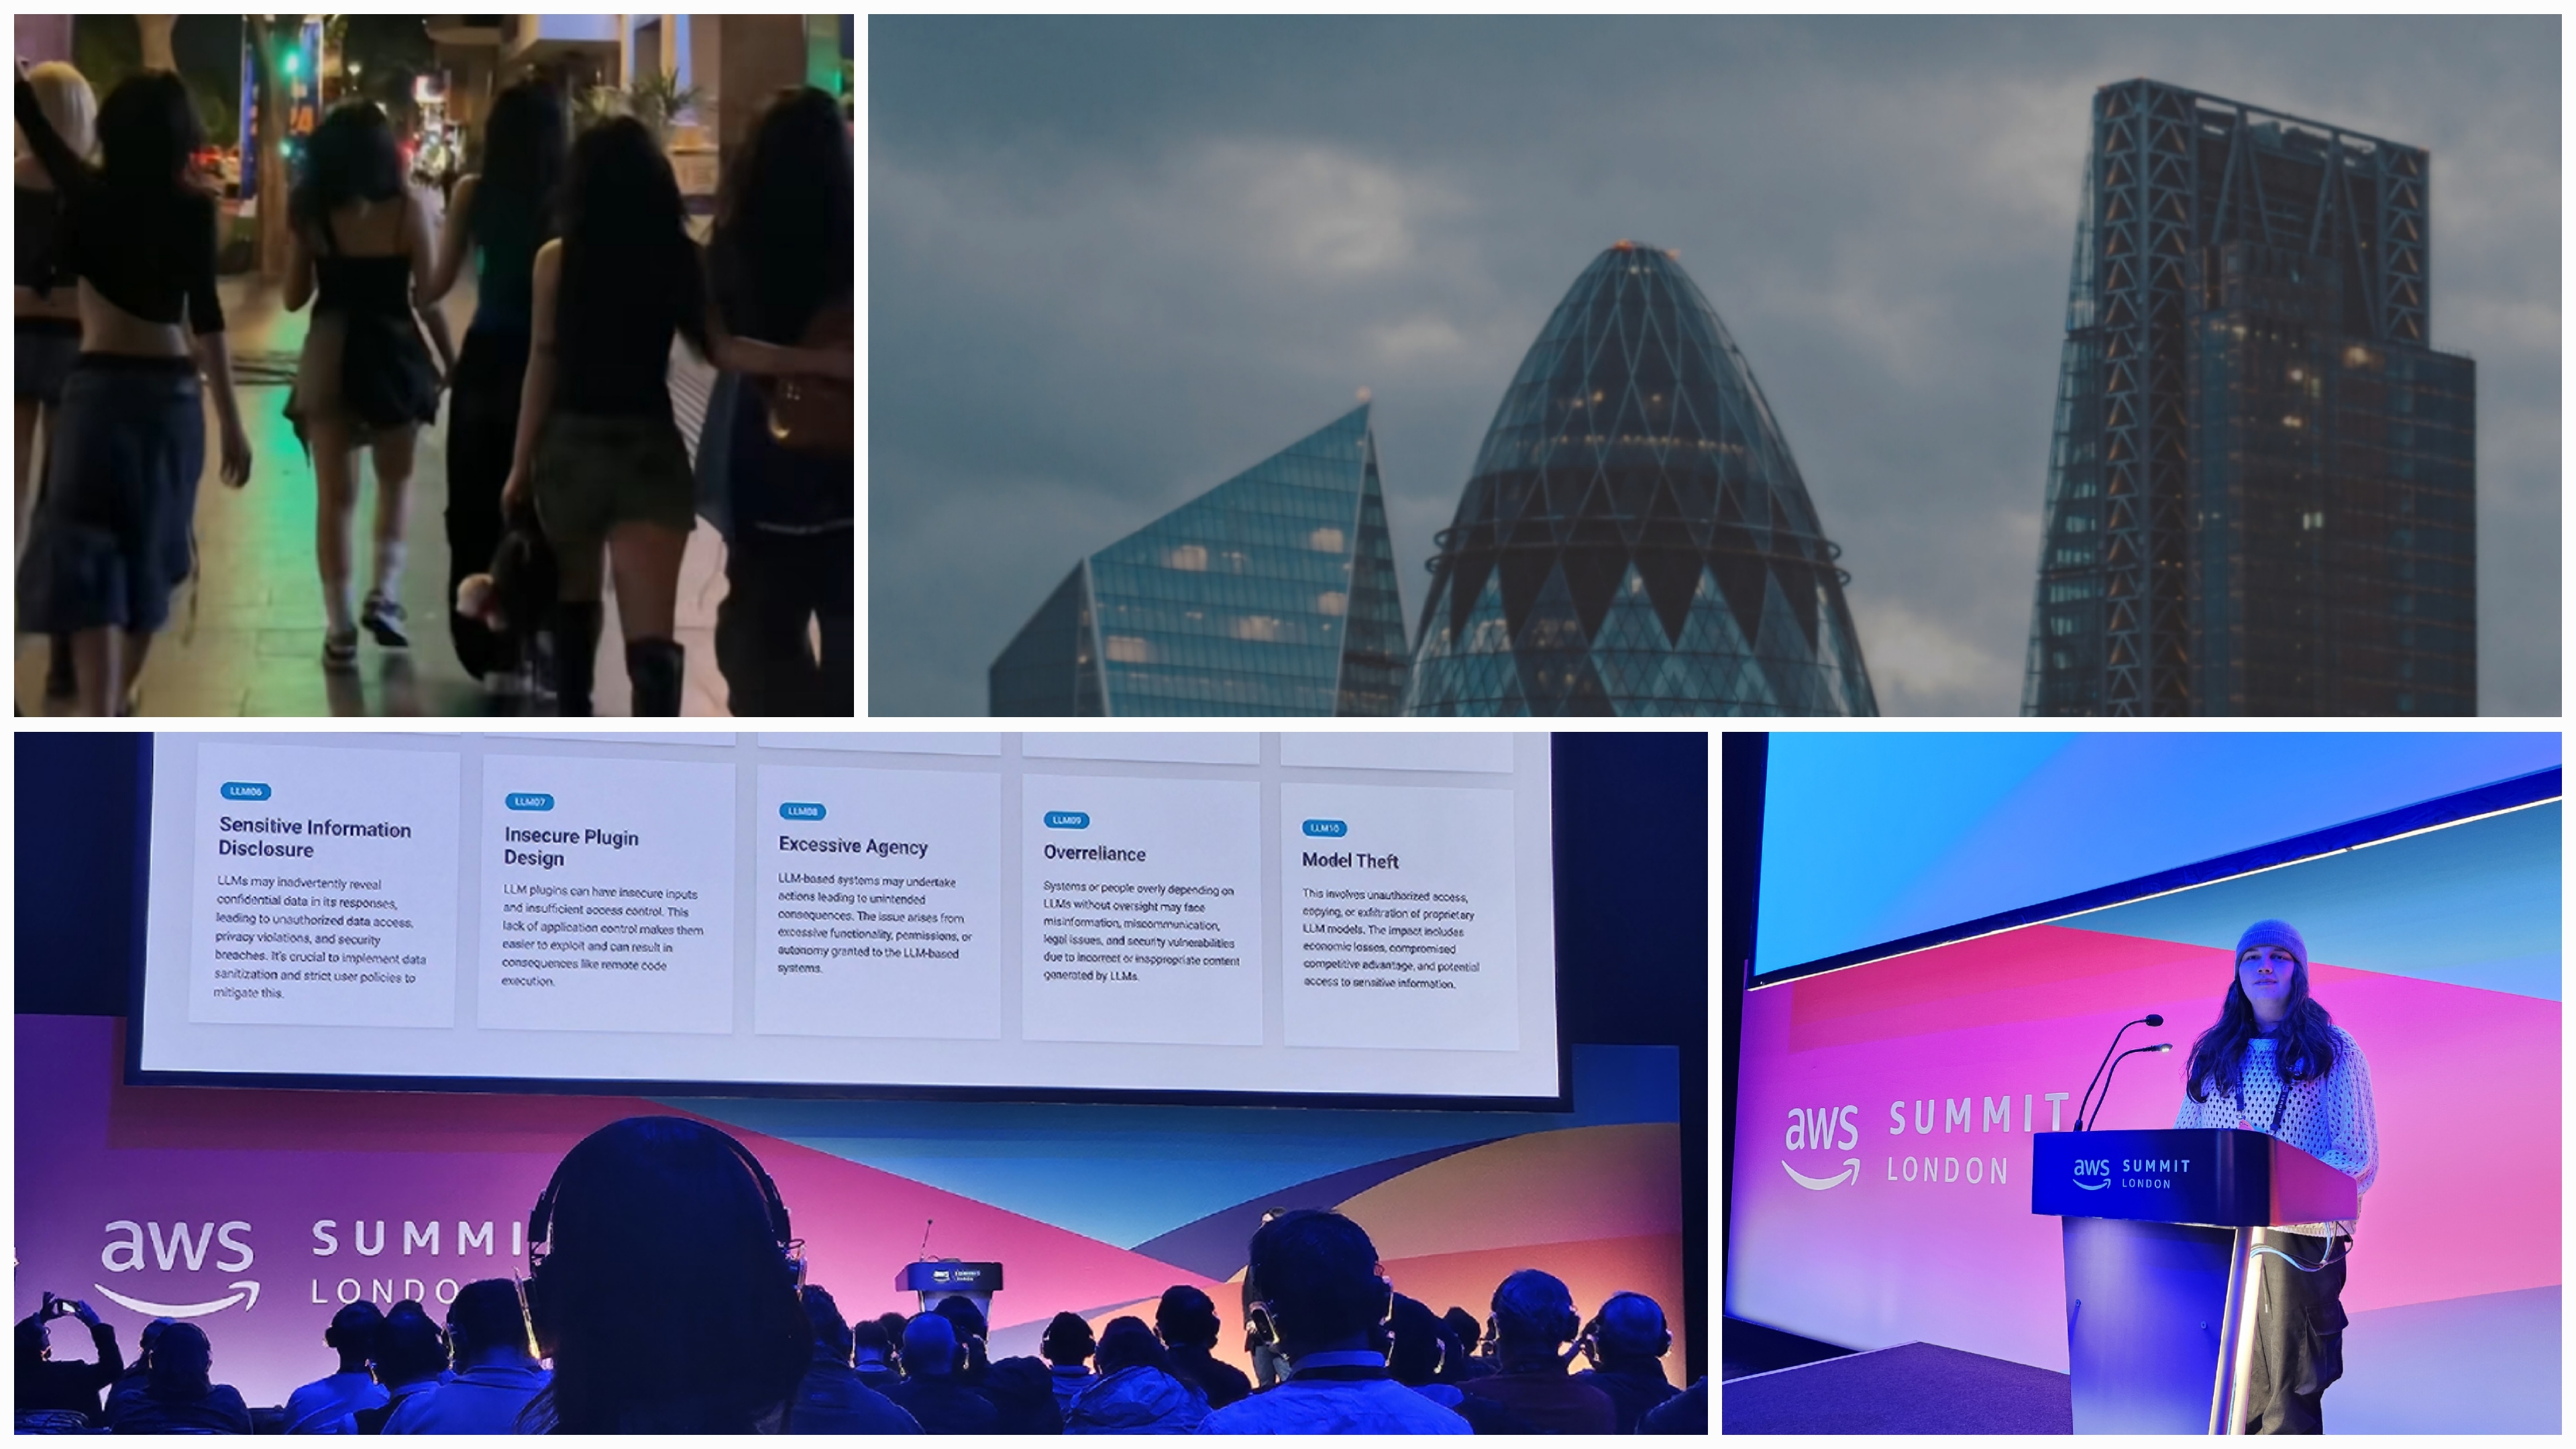 LLM06
Sensitive Information
Disclosure
LLMs may inadvertently reveal
confidential data in its responses,
leading to unauthorized data access,
privacy violations, and security
breaches. It's crucial to implement data
sanitization and strict user policies to
mitigate this.
LLM07
Insecure Plugin
Design
LLM plugins can have insecure inputs
and insufficient access control. This
lack of application control makes them
easier to exploit and can result in
consequences like remote code
execution.
LLM08
Excessive Agency
LLM-based systems may undertake
actions leading to unintended
consequences. The issue arises from
excessive functionality, permissions, or
autonomy granted to the LLM-based
systems.
LLM09
Overreliance
Systems or people overly depending on
LLMs without oversight may face
misinformation, miscommunication,
legal issues, and security vulnerabilities
due to incorrect or inappropriate content
generated by LLMs.
LLM10
Model Theft
This involves unauthorized access,
copying, or exfiltration of proprietary
LLM models. The impact includes
economic losses, compromised
competitive advantage, and potential
access to sensitive information.
aws SUMMI
LONDO
aws SUMMIT
LONDON
aws SUMMIT
LONDON